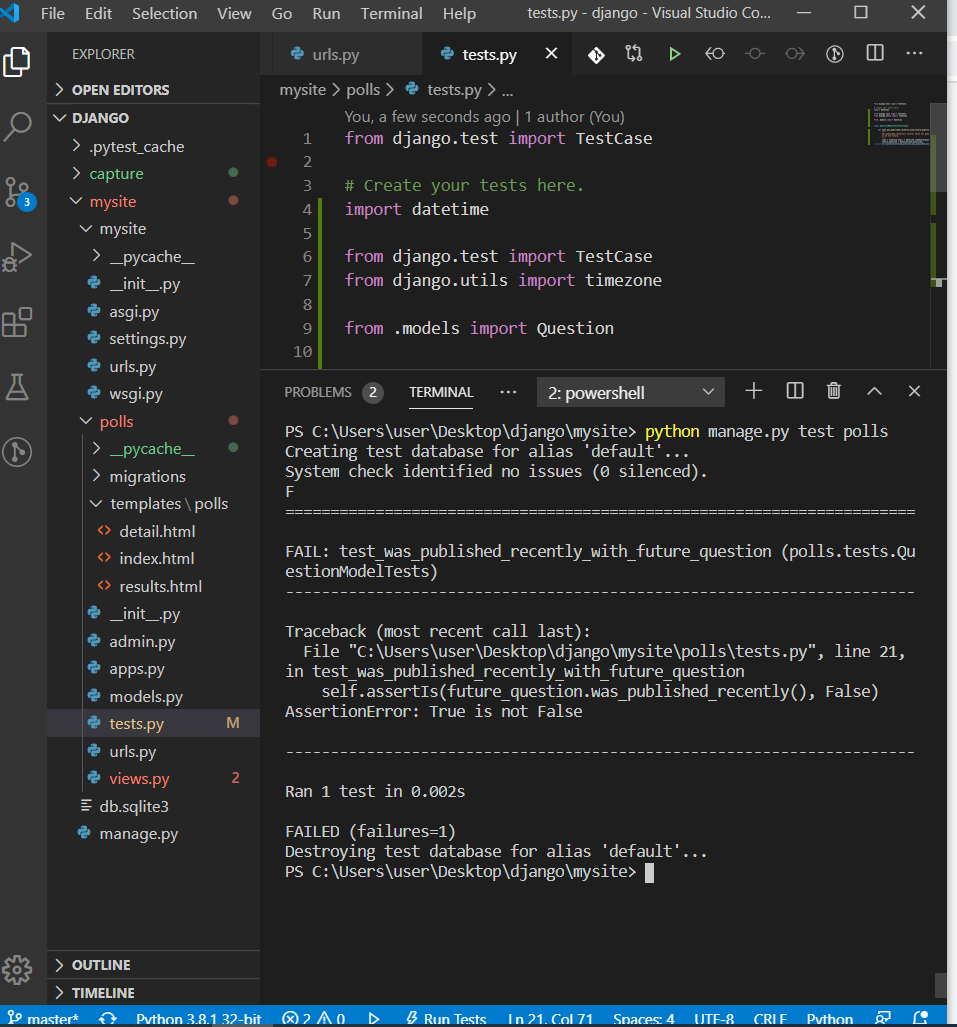 File Edit Selection View Go Run Terminal Help tests.py - django - Visual Studio Co...
EXPLORER
urls.py
tests.py
OPEN EDITORS
mysite > polls > tests.py > ...
DJANGO
You, a few seconds ago | 1 author (You)
.pytest_cache
capture
mysite
mysite
__pycache__
__init__.py
asgi.py
settings.py
urls.py
wsgi.py
polls
__pycache__
migrations
templates \ polls
detail.html
index.html
results.html
__init__.py
admin.py
apps.py
models.py
tests.py M
urls.py
views.py 2
db.sqlite3
manage.py
OUTLINE
TIMELINE
3
1 from django.test import TestCase
2
3 # Create your tests here.
4 import datetime
5
6 from django.test import TestCase
7 from django.utils import timezone
8
9 from .models import Question
10
PROBLEMS 2 TERMINAL ... 2: powershell
PS C:\Users\user\Desktop\django\mysite> python manage.py test polls
Creating test database for alias 'default'...
System check identified no issues (0 silenced).
F
======================================================================
FAIL: test_was_published_recently_with_future_question (polls.tests.Qu
estionModelTests)
----------------------------------------------------------------------
Traceback (most recent call last):
File "C:\Users\user\Desktop\django\mysite\polls\tests.py", line 21,
in test_was_published_recently_with_future_question
self.assertIs(future_question.was_published_recently(), False)
AssertionError: True is not False
----------------------------------------------------------------------
Ran 1 test in 0.002s
FAILED (failures=1)
Destroying test database for alias 'default'...
PS C:\Users\user\Desktop\django\mysite>
master* Python 3.8.1 32-bit 2 0 Run Tests Ln 21, Col 71 Spaces: 4 UTF-8 CRLF Python